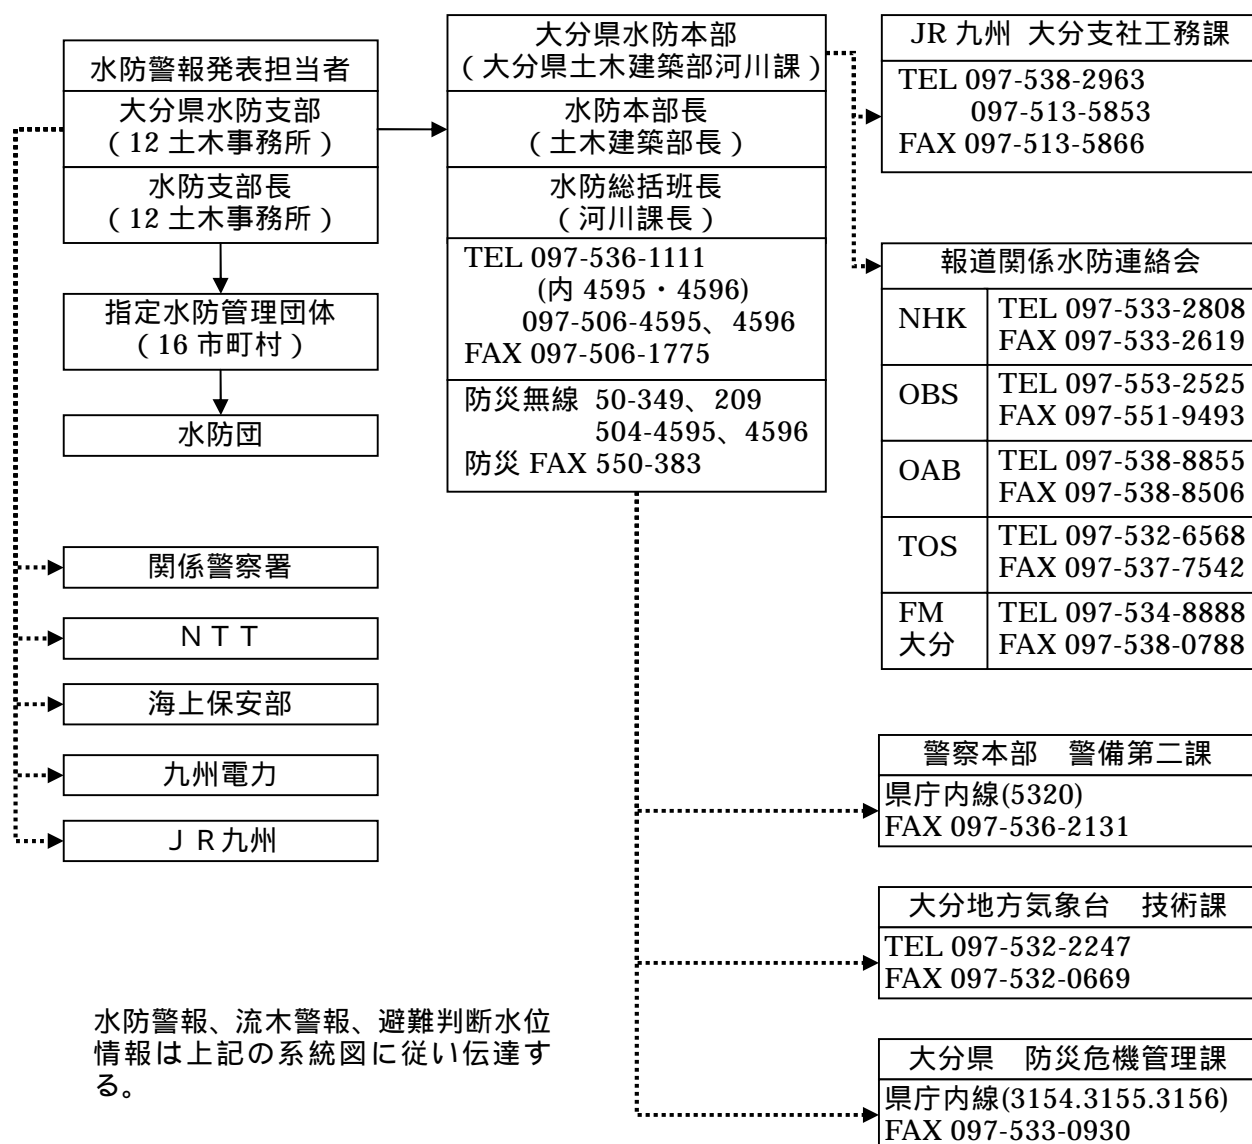 水防警報発表担当者
大分県水防支部
（12 土木事務所）
水防支部長
（12 土木事務所）
指定水防管理団体
（16 市町村）
水防団
関係警察署
ＮＴＴ
海上保安部
九州電力
ＪＲ九州
大分県水防本部
（大分県土木建築部河川課）
水防本部長
（土木建築部長）
水防総括班長
（河川課長）
TEL 097-536-1111
(内 4595・4596)
097-506-4595、4596
FAX 097-506-1775
防災無線 50-349、209
504-4595、4596
防災 FAX 550-383
JR 九州 大分支社工務課
TEL 097-538-2963
097-513-5853
FAX 097-513-5866
報道関係水防連絡会
NHK
TEL 097-533-2808
FAX 097-533-2619
OBS
TEL 097-553-2525
FAX 097-551-9493
OAB
TEL 097-538-8855
FAX 097-538-8506
TOS
TEL 097-532-6568
FAX 097-537-7542
FM
大分
TEL 097-534-8888
FAX 097-538-0788
警察本部　警備第二課
県庁内線(5320)
FAX 097-536-2131
大分地方気象台　技術課
TEL 097-532-2247
FAX 097-532-0669
大分県　防災危機管理課
県庁内線(3154.3155.3156)
FAX 097-533-0930
水防警報、流木警報、避難判断水位
情報は上記の系統図に従い伝達す
る。